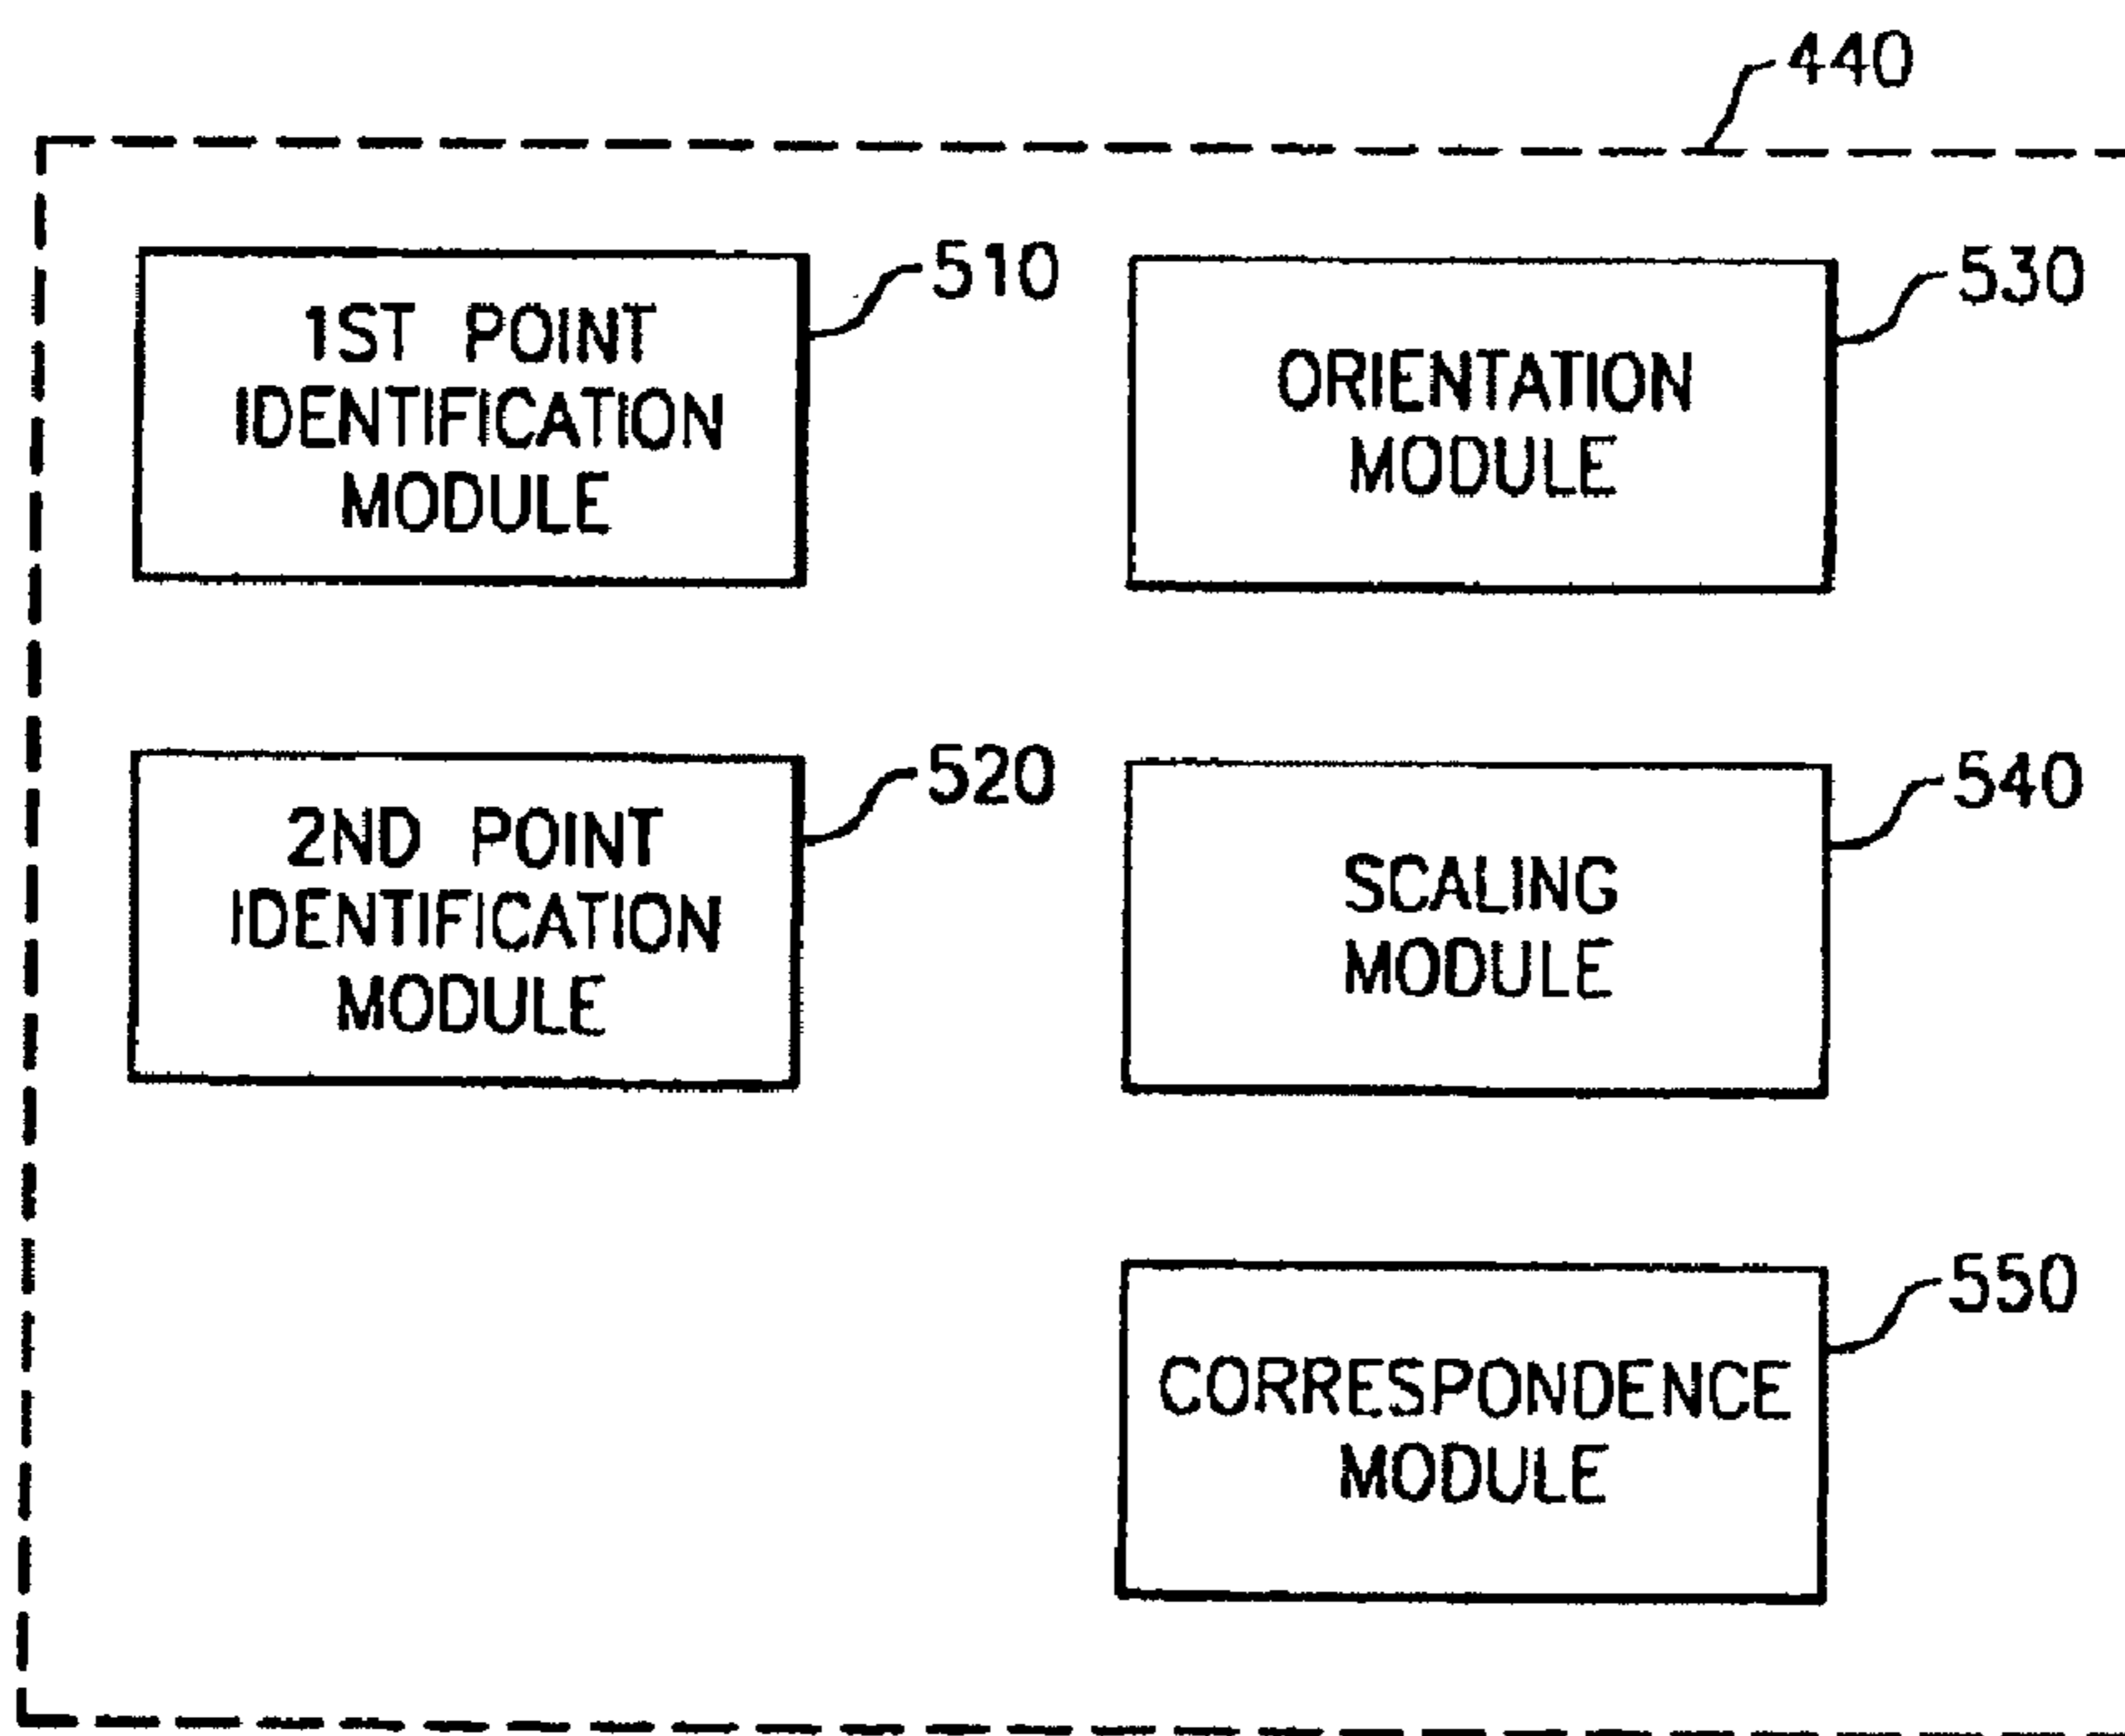 440
1ST POINT
IDENTIFICATION
MODULE
510
ORIENTATION
MODULE
530
2ND POINT
IDENTIFICATION
MODULE
520
SCALING
MODULE
540
CORRESPONDENCE
MODULE
550